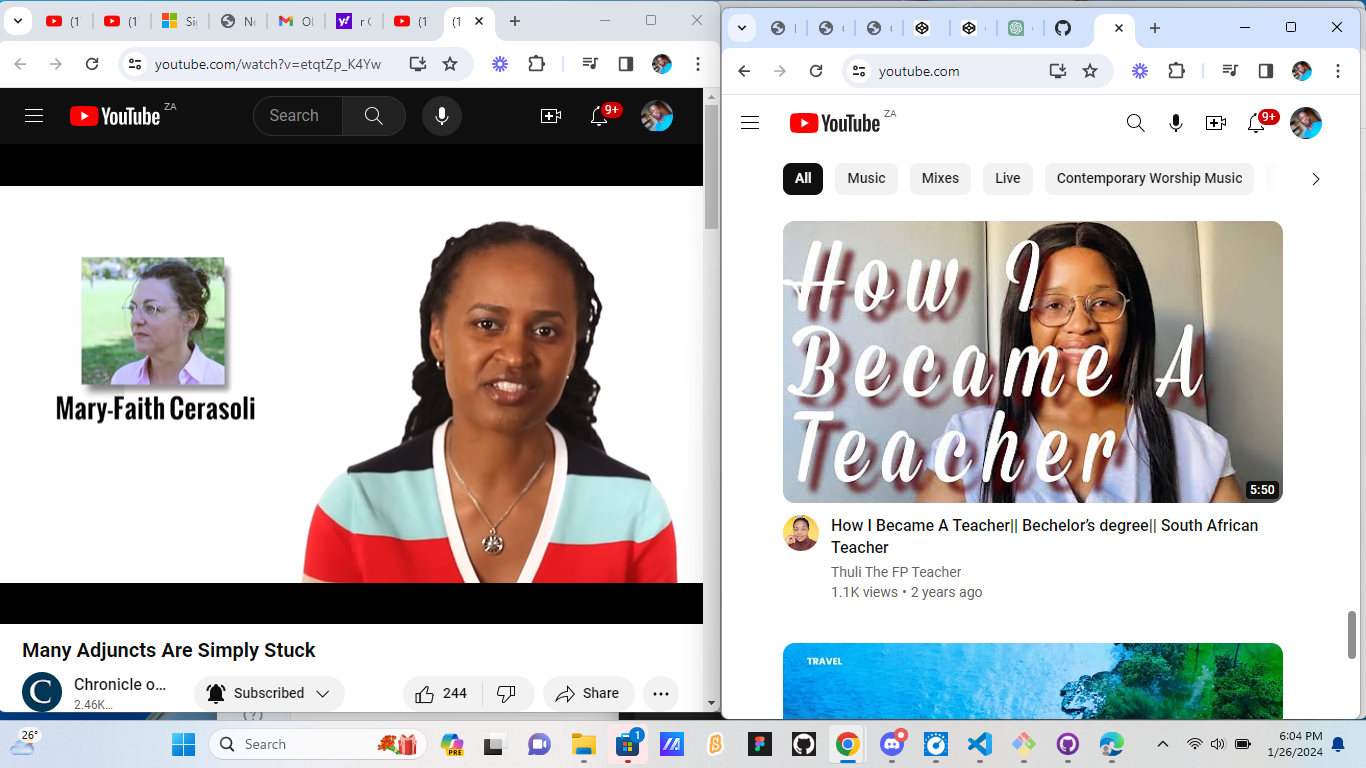 (1
(1
Sig
Ne
Ol
r C
(1
(1
youtube.com/watch?v=etqtZp_K4Yw
YouTube ZA
Search
9+
Mary-Faith Cerasoli
Many Adjuncts Are Simply Stuck
C
Chronicle o...
2.46K...
Subscribed
244
Share
youtube.com
YouTube ZA
9+
All
Music
Mixes
Live
Contemporary Worship Music
How I
Became A
Teacher
5:50
How I Became A Teacher|| Bechelor's degree|| South African
Teacher
Thuli The FP Teacher
1.1K views • 2 years ago
TRAVEL
26°
Search
PRE
1
6:04 PM
1/26/2024